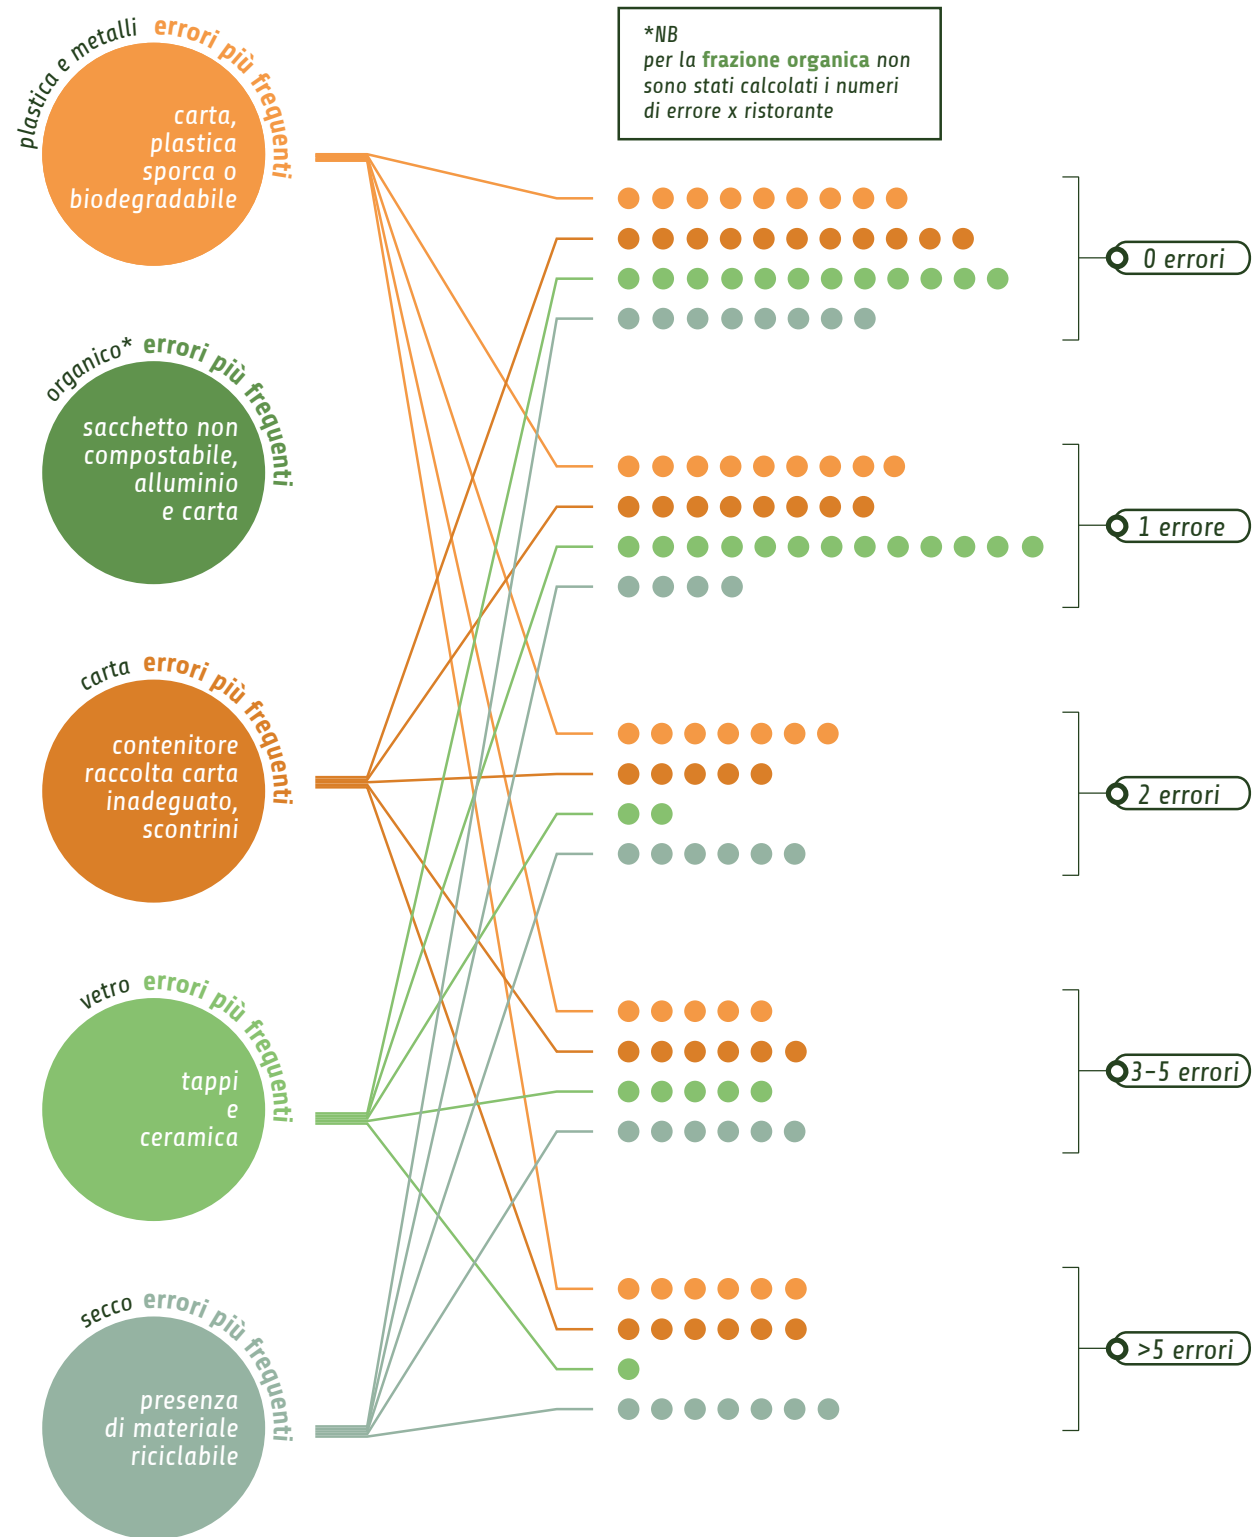 plastica e metalli errori più frequenti
carta,
plastica
sporca o
biodegradabile
*NB
per la frazione organica non
sono stati calcolati i numeri
di errore x ristorante
0 errori
organico* errori più frequenti
sacchetto non
compostabile,
alluminio
e carta
1 errore
carta errori più frequenti
contenitore
raccolta carta
inadeguato,
scontrini
2 errori
vetro errori più frequenti
tappi
e
ceramica
3-5 errori
secco errori più frequenti
presenza
di materiale
riciclabile
>5 errori